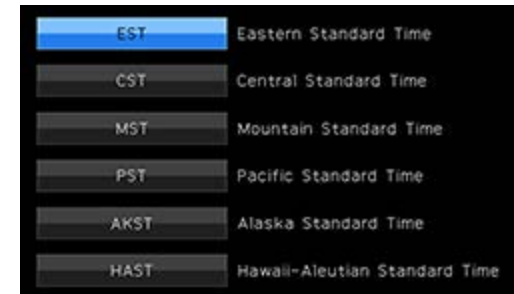 EST Eastern Standard Time
CST Central Standard Time
MST Mountain Standard Time
PST Pacific Standard Time
AKST Alaska Standard Time
HAST Hawaii-Aleutian Standard Time